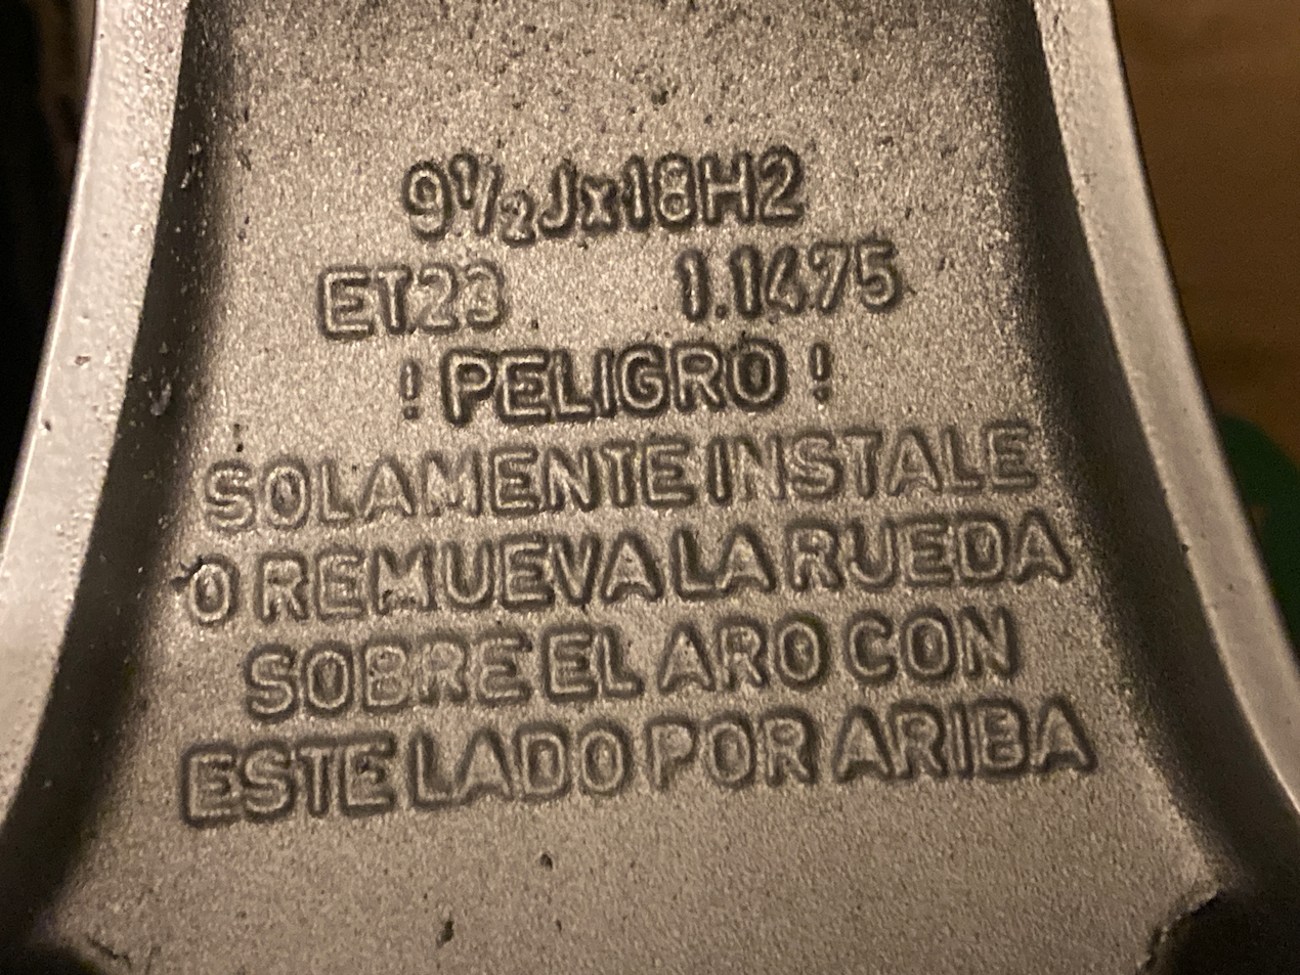 9½Jx18H2
ET23 1.1475
! PELIGRO !
SOLAMENTE INSTALE
O REMUEVA LA RUEDA
SOBRE EL ARO CON
ESTE LADO POR ARIBA